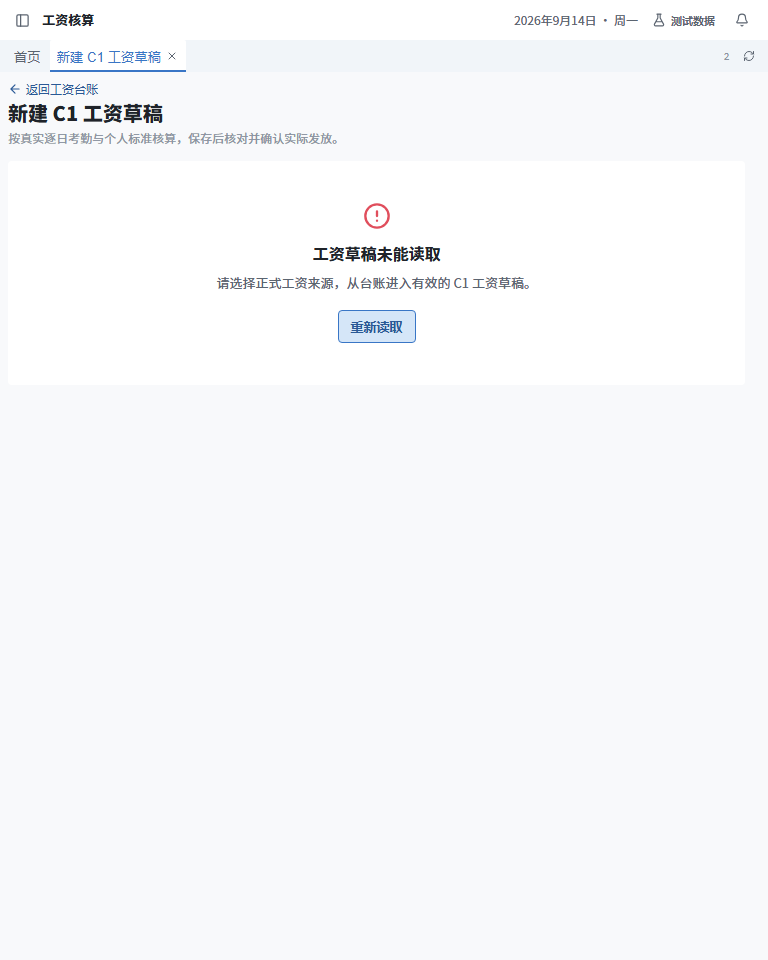 工资核算
2026年9月14日 · 周一
测试数据
首页
新建 C1 工资草稿
2
返回工资台账
新建 C1 工资草稿
按真实逐日考勤与个人标准核算，保存后核对并确认实际发放。
工资草稿未能读取
请选择正式工资来源，从台账进入有效的 C1 工资草稿。
重新读取